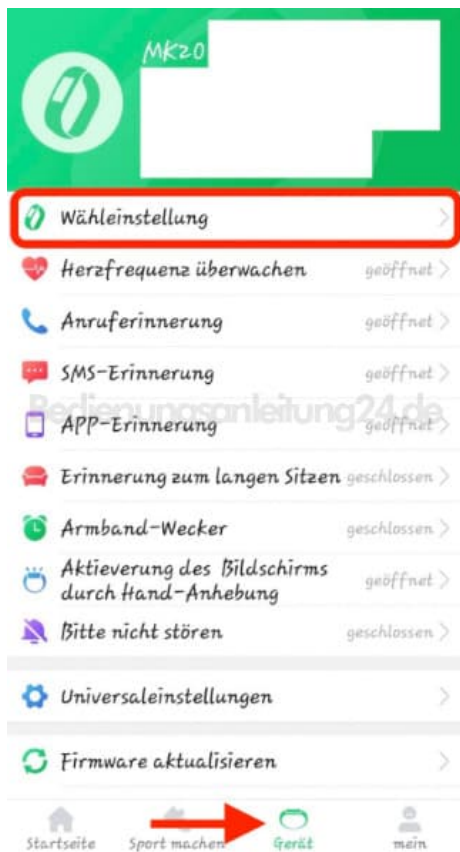 MK20
Wähleinstellung
Herzfrequenz überwachen geöffnet
Anruferinnerung geöffnet
SMS-Erinnerung geöffnet
Bedienungsanleitung24.de
APP-Erinnerung geöffnet
Erinnerung zum langen Sitzen geschlossen
Armband-Wecker geschlossen
Aktieverung des Bildschirms
durch Hand-Anhebung geöffnet
Bitte nicht stören geschlossen
Universaleinstellungen
Firmware aktualisieren
Startseite Sport machen Gerät mein